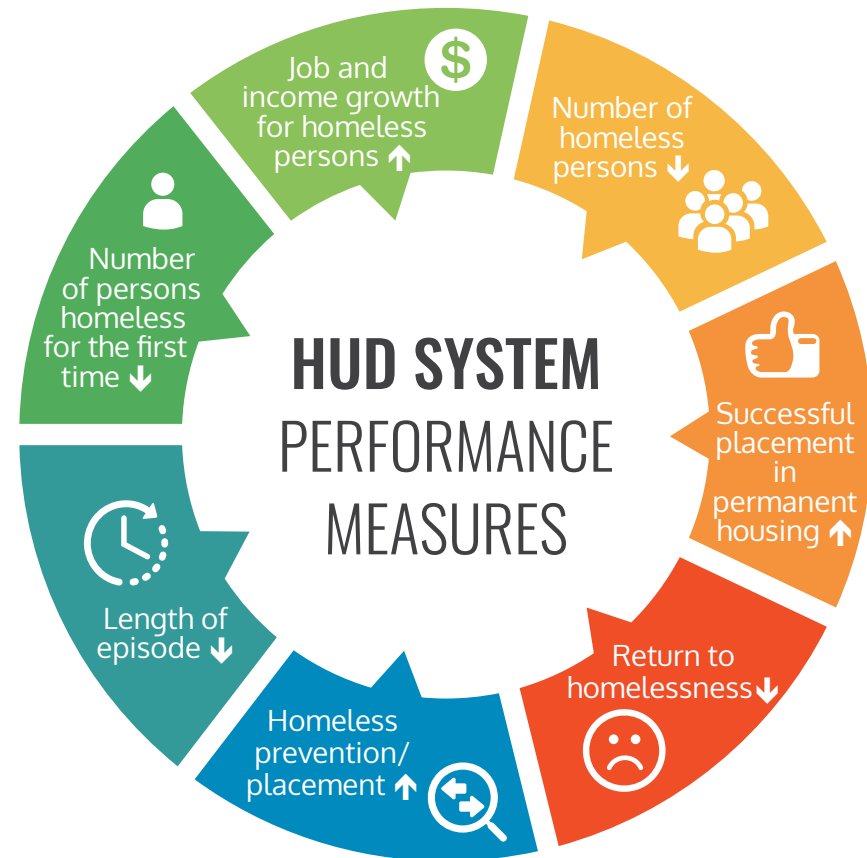 HUD SYSTEM
PERFORMANCE
MEASURES
Job and
income growth
for homeless
persons ↑
$
Number of
homeless
persons ↓
Successful
placement
in
permanent
housing ↑
Return to
homelessness ↓
Homeless
prevention/
placement ↑
Length of
episode ↓
Number
of persons
homeless
for the first
time ↓